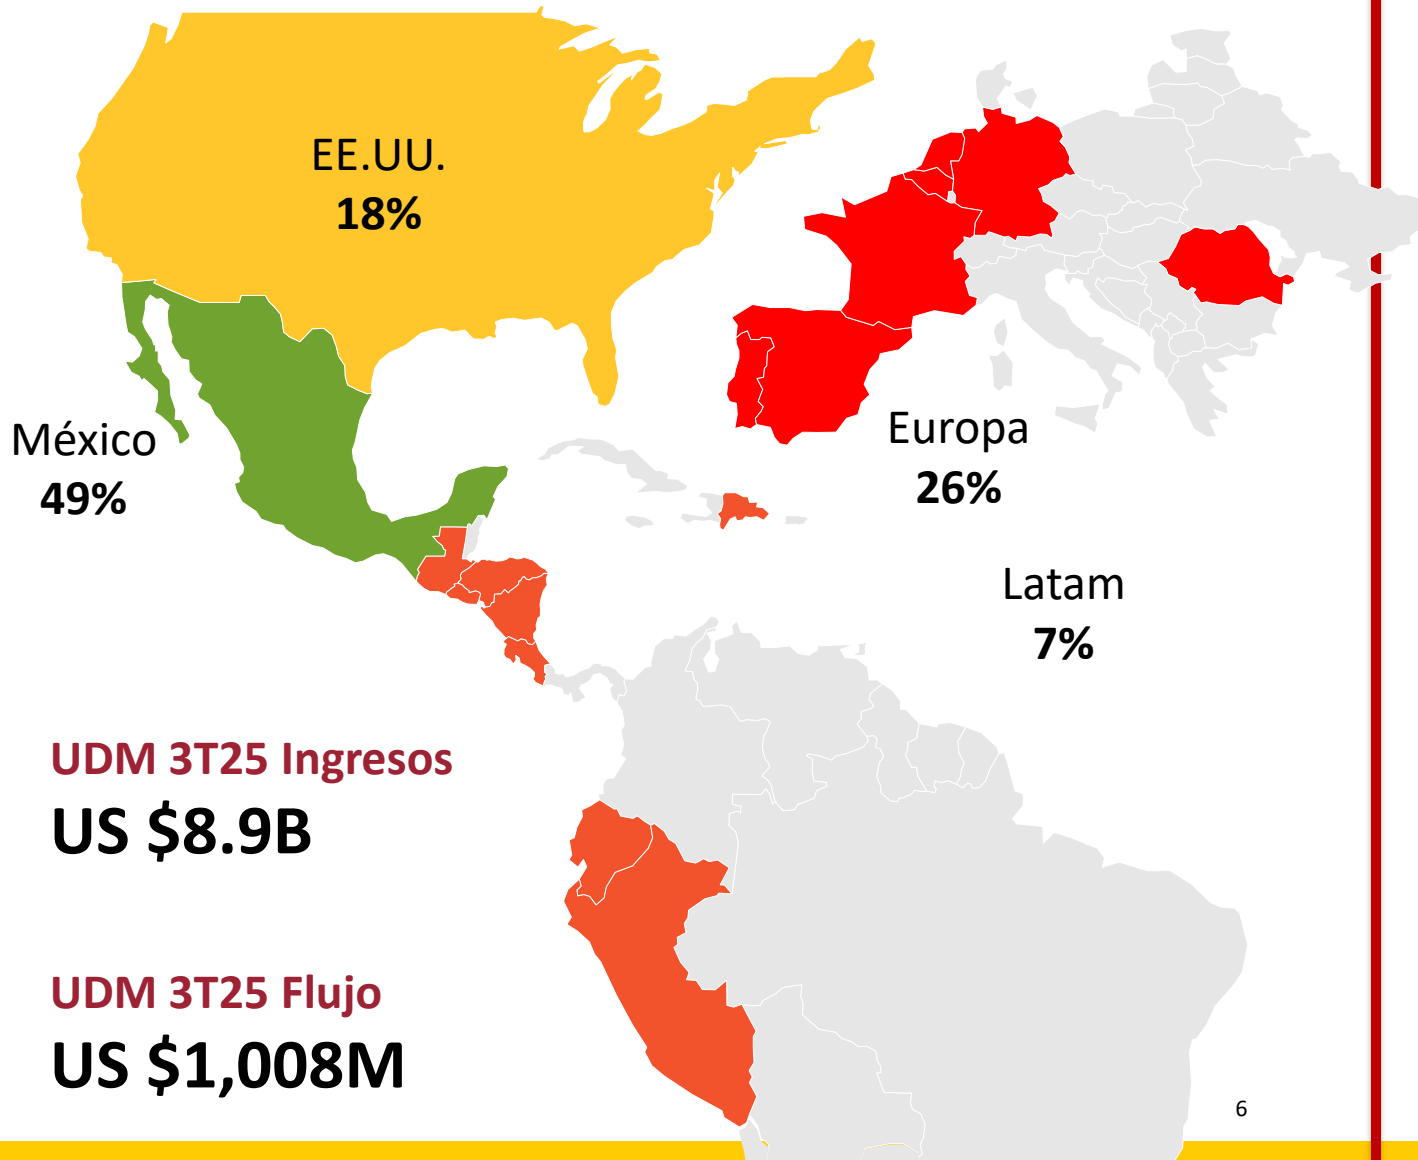 EE.UU.
18%
México
49%
Europa
26%
Latam
7%
UDM 3T25 Ingresos
US $8.9B
UDM 3T25 Flujo
US $1,008M
6